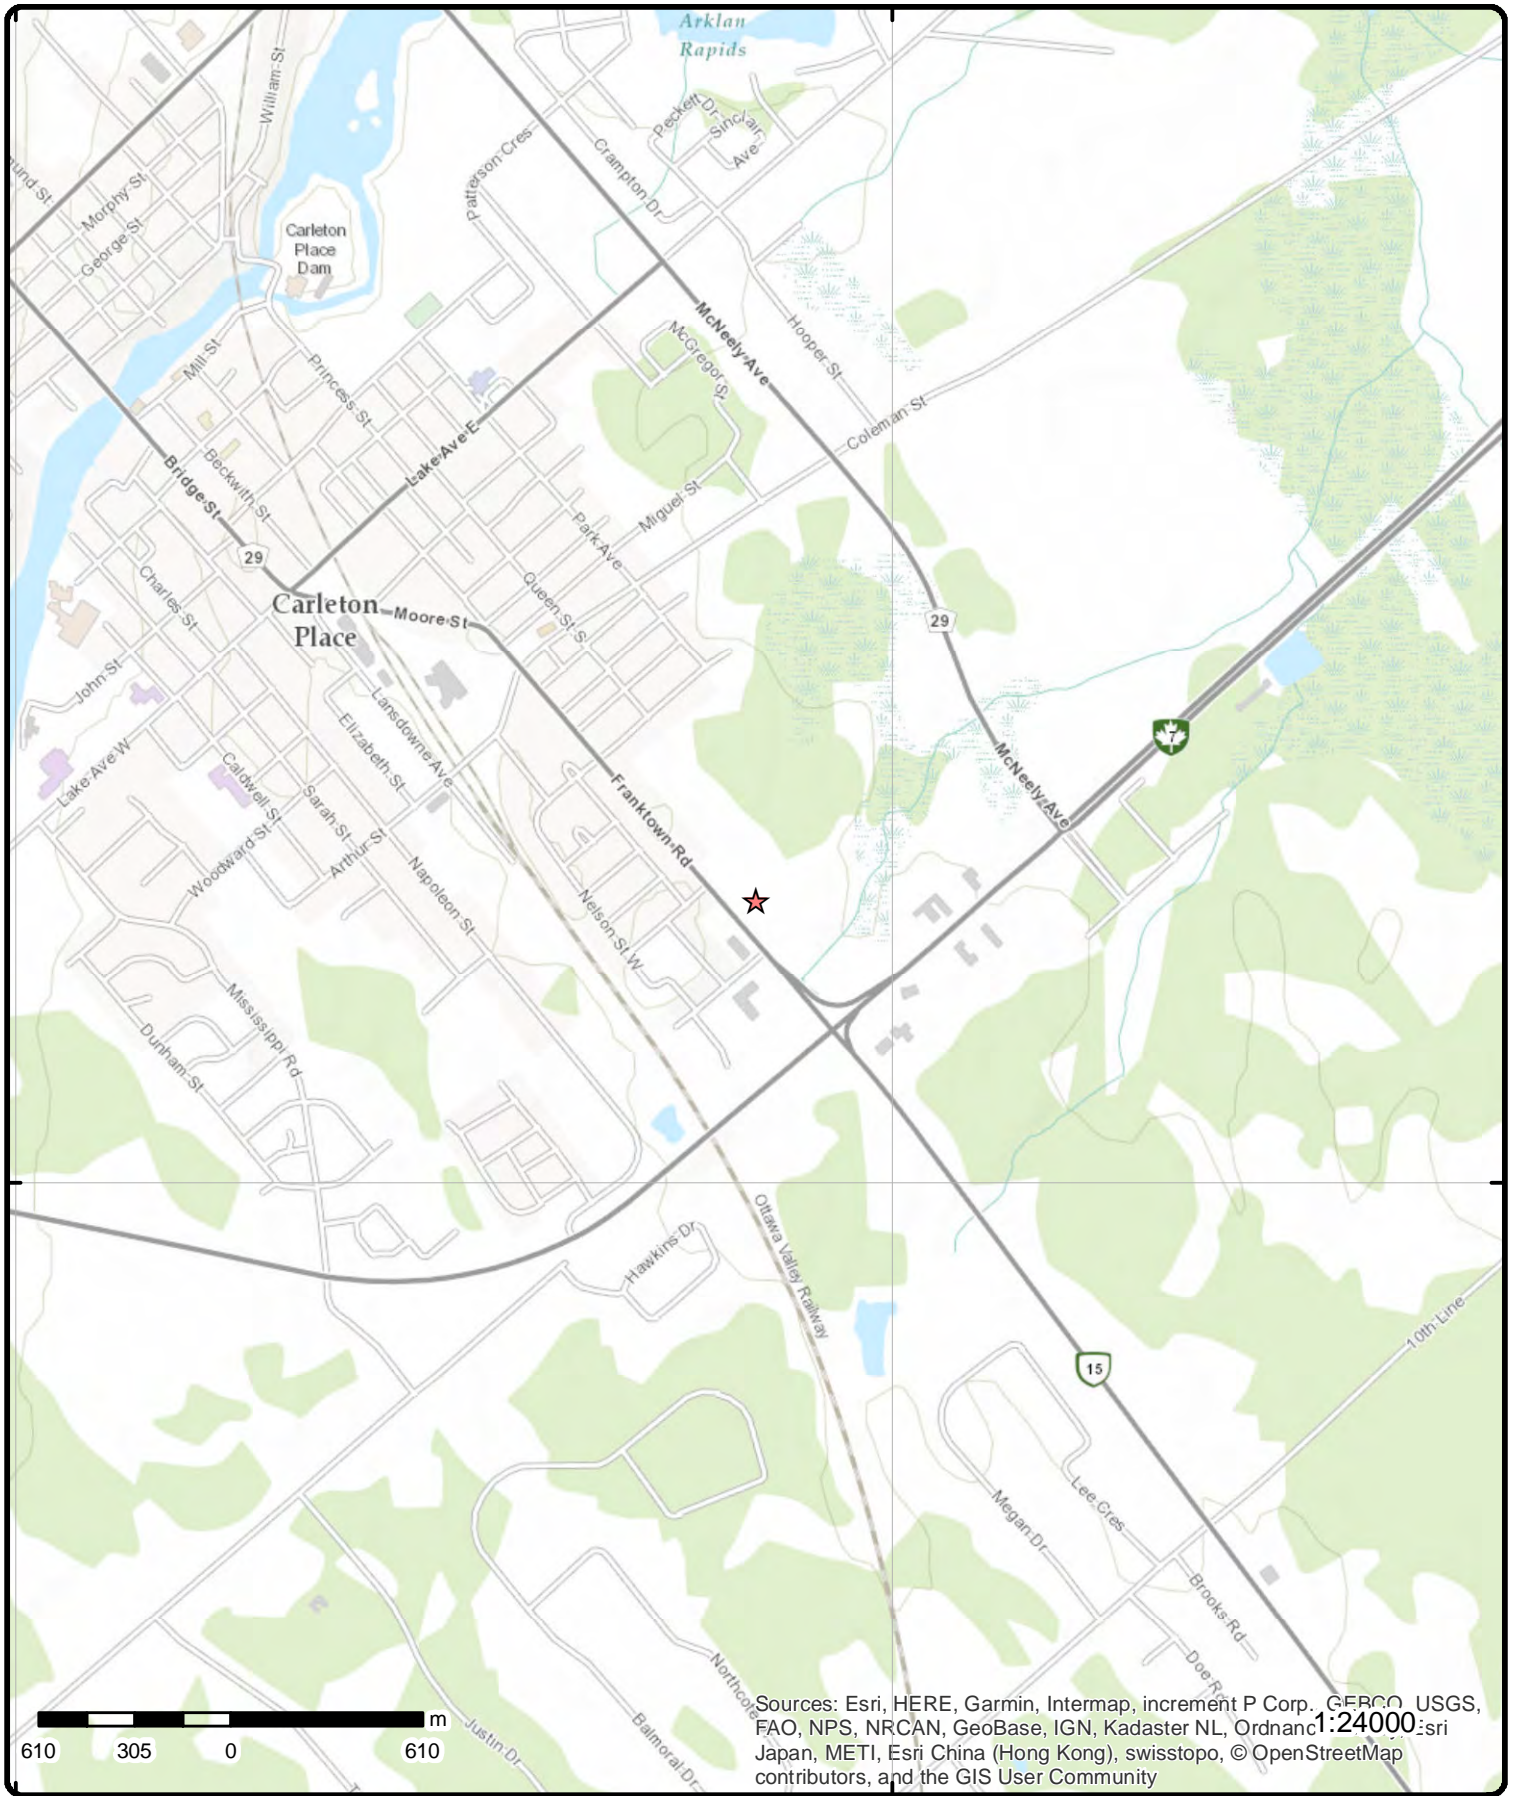 Arklan
Rapids
William St
Peckett Dr
Sinclair
Ave
Patterson Cres
Crampton Dr
Morphy St
George St
Carleton
Place
Dam
McNeely Ave
McGregor St
Hooper St
Mill St
Princess St
Coleman St
Lake Ave E
Bridge St
Beckwith St
Miguel St
Park Ave
29
Charles St
Queen St S
Carleton
Place
Moore St
29
John St
Lansdowne Ave
Elizabeth St
7
McNeely Ave
Lake Ave W
Caldwell St
Sarah St
Franktown Rd
Woodward St
Arthur St
Napoleon St
Nelson St W
Mississippi Rd
Dunham St
Ottawa Valley Railway
Hawkins Dr
10th Line
15
Lee Cres
Megan Dr
Brooks Rd
Doe Rd
Northcote
Justin Dr
Balmoral Dr
m
610 305 0 610
Sources: Esri, HERE, Garmin, Intermap, increment P Corp., GEBCO, USGS,
FAO, NPS, NRCAN, GeoBase, IGN, Kadaster NL, Esri
1:24000
Japan, METI, Esri China (Hong Kong), swisstopo, © OpenStreetMap
contributors, and the GIS User Community